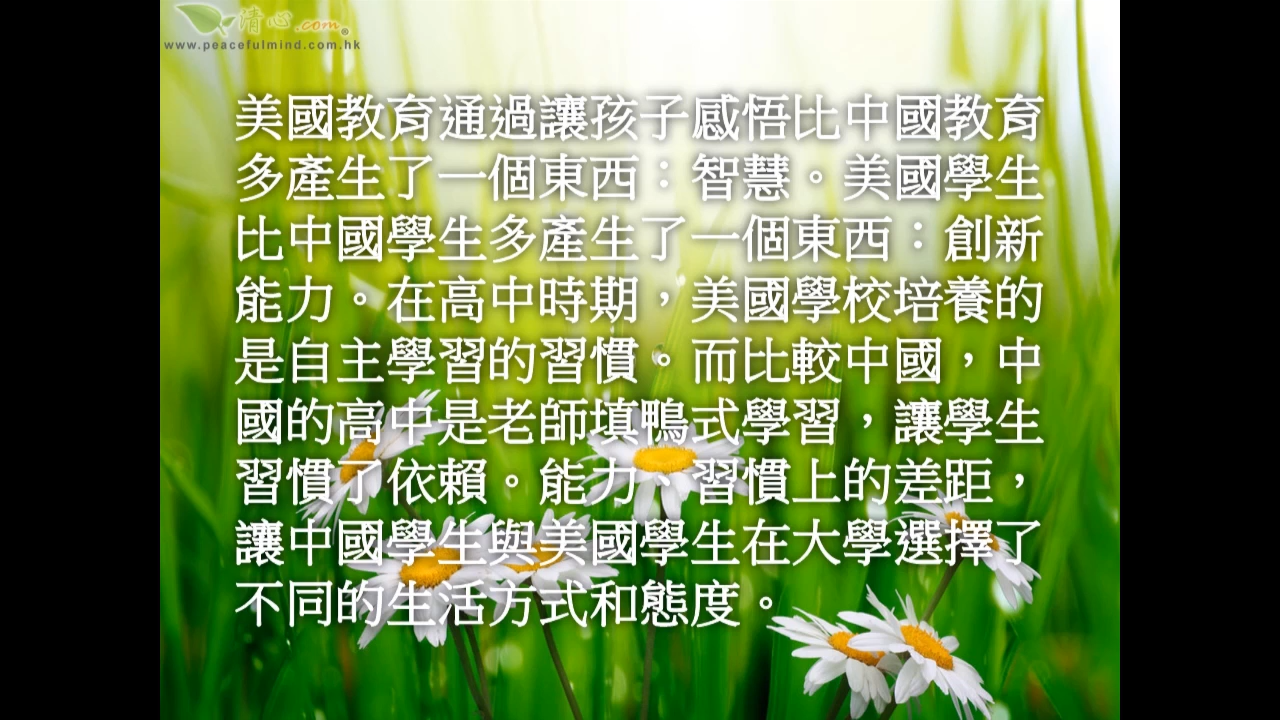 清心.com®
www.peacefulmind.com.hk
美國教育通過讓孩子感悟比中國教育
多產生了一個東西：智慧。美國學生
比中國學生多產生了一個東西：創新
能力。在高中時期，美國學校培養的
是自主學習的習慣。而比較中國，中
國的高中是老師填鴨式學習，讓學生
習慣了依賴。能力、習慣上的差距，
讓中國學生與美國學生在大學選擇了
不同的生活方式和態度。